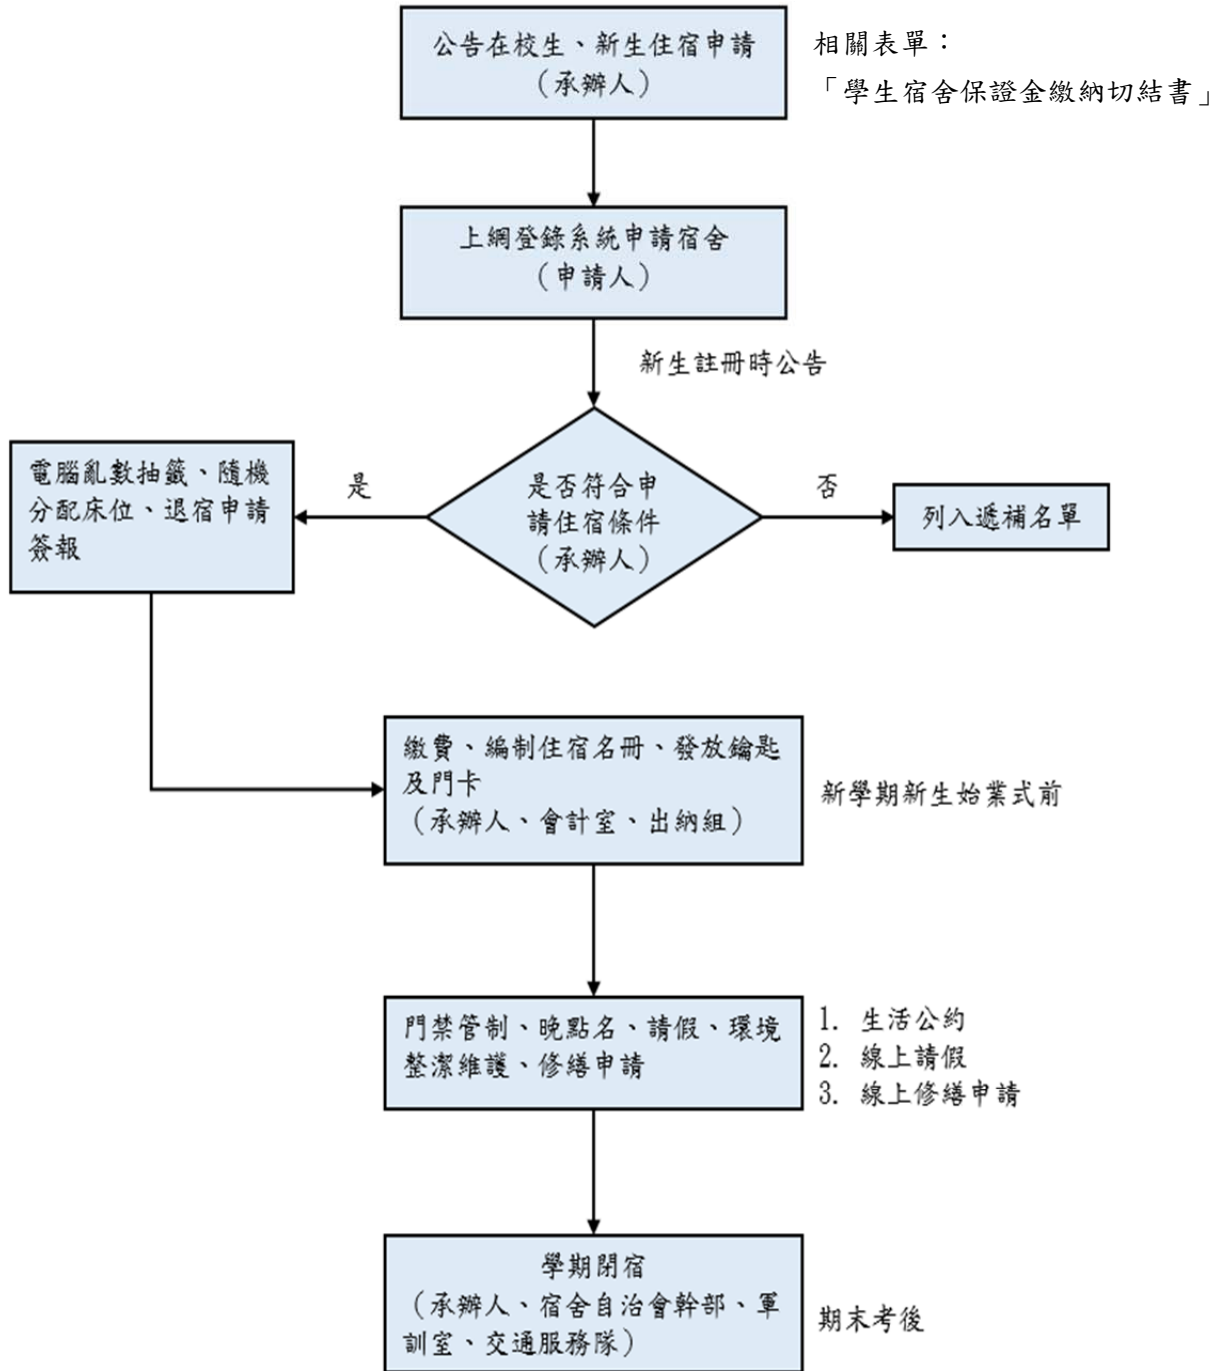 公告在校生、新生住宿申請
（承辦人）
相關表單：
「學生宿舍保證金繳納切結書」
上網登錄系統申請宿舍
（申請人）
新生註冊時公告
電腦亂數抽籤、隨機
分配床位、退宿申請
簽報
是
是否符合申
請住宿條件
（承辦人）
否
列入遞補名單
繳費、編制住宿名冊、發放鑰匙
及門卡
（承辦人、會計室、出納組）
新學期新生始業式前
門禁管制、晚點名、請假、環境
整潔維護、修繕申請
1. 生活公約
2. 線上請假
3. 線上修繕申請
學期閉宿
（承辦人、宿舍自治會幹部、軍
訓室、交通服務隊）
期末考後